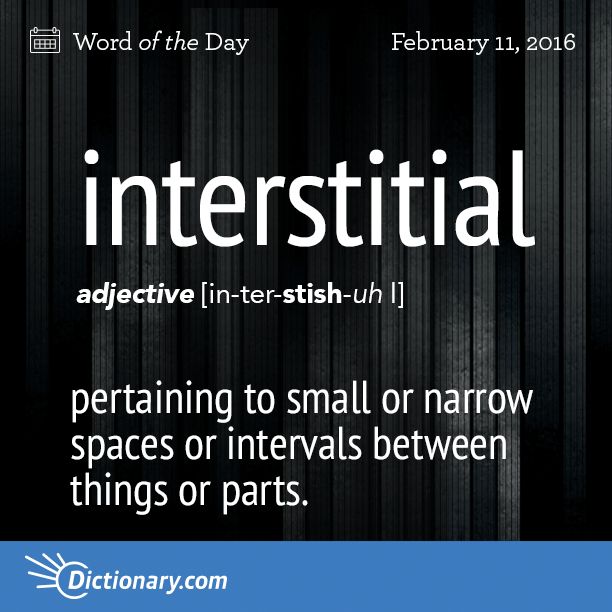 Word of the Day
February 11, 2016
interstitial
adjective [in-ter-stish-uh l]
pertaining to small or narrow
spaces or intervals between
things or parts.
Dictionary.com